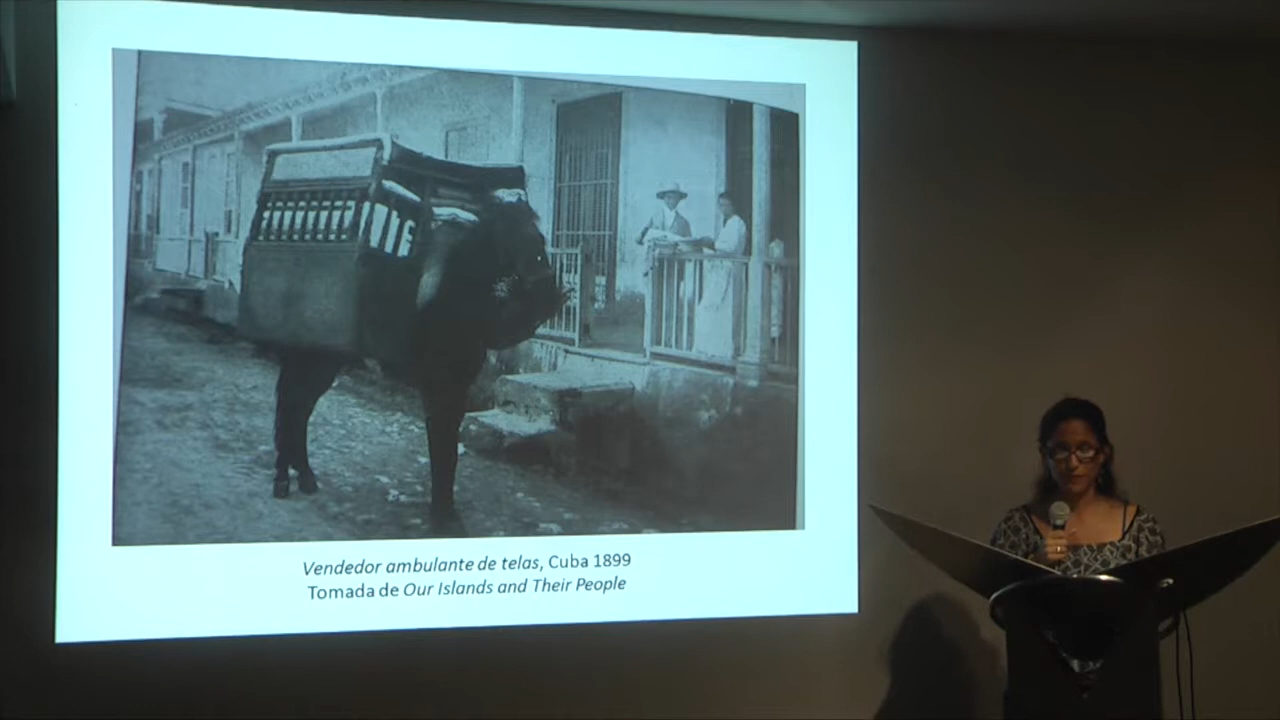 Vendedor ambulante de telas, Cuba 1899
Tomada de Our Islands and Their People